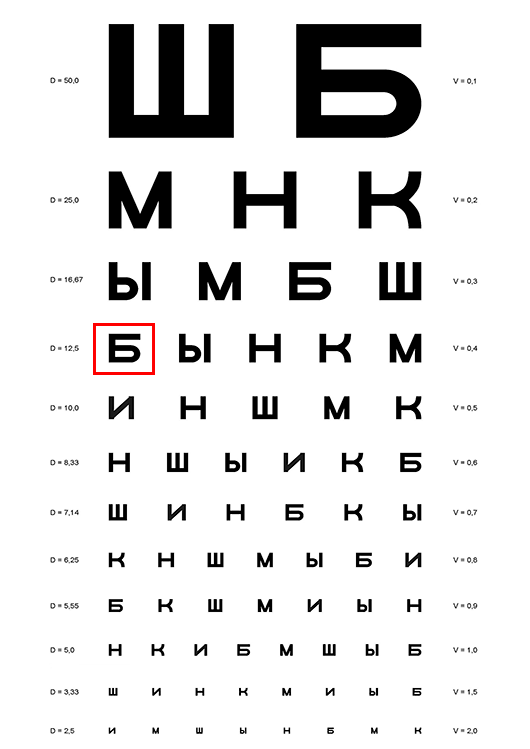 D = 50,0 Ш Б V = 0,1
D = 25,0 М Н К V = 0,2
D = 16,67 Ы М Б Ш V = 0,3
D = 12,5 Б Ы Н К М V = 0,4
D = 10,0 И Н Ш М К V = 0,5
D = 8,33 Н Ш Ы И К Б V = 0,6
D = 7,14 Ш И Н Б К Ы V = 0,7
D = 6,25 К Н Ш М Ы Б И V = 0,8
D = 5,55 Б К Ш М И Ы Н V = 0,9
D = 5,0 Н К И Б М Ш Ы Б V = 1,0
D = 3,33 Ш И Н К М И Ы Б V = 1,5
D = 2,5 И М Ш Ы Н Б М К V = 2,0